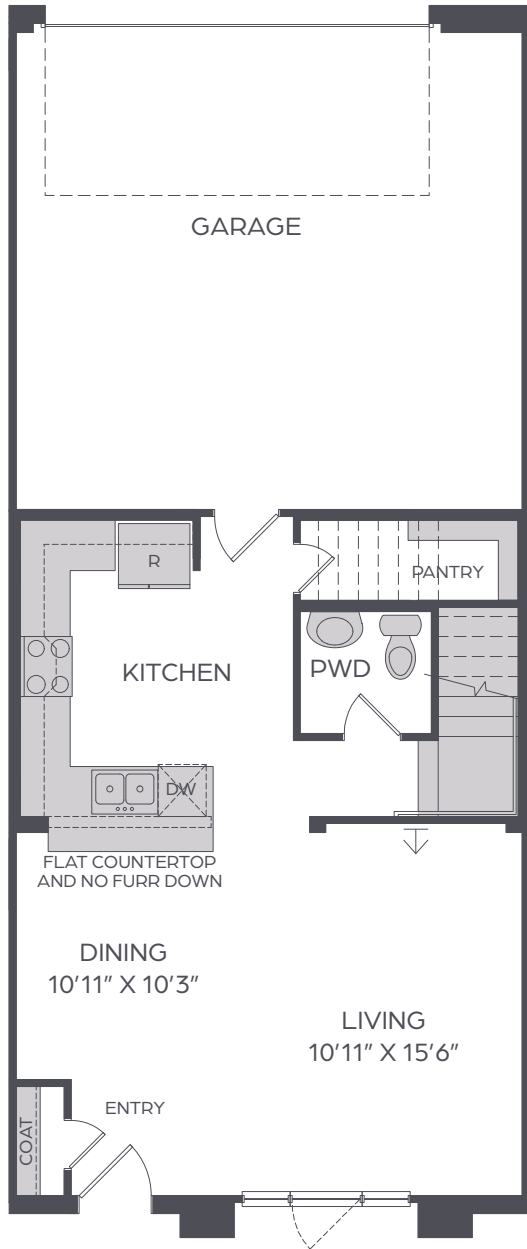 GARAGE
R
PANTRY
KITCHEN
PWD
DW
FLAT COUNTERTOP
AND NO FURR DOWN
DINING
10'11" X 10'3"
LIVING
10'11" X 15'6"
ENTRY
COAT